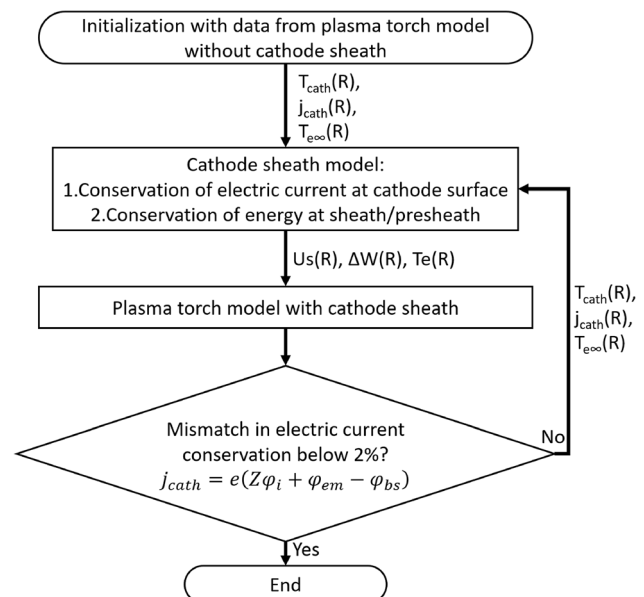 Initialization with data from plasma torch model
without cathode sheath
T_cath(R),
j_cath(R),
T_e∞(R)
Cathode sheath model:
1.Conservation of electric current at cathode surface
2.Conservation of energy at sheath/presheath
Us(R), ΔW(R), Te(R)
Plasma torch model with cathode sheath
T_cath(R),
j_cath(R),
T_e∞(R)
Mismatch in electric current
conservation below 2%?
j_cath = e(Zφ_i + φ_em − φ_bs)
No
Yes
End